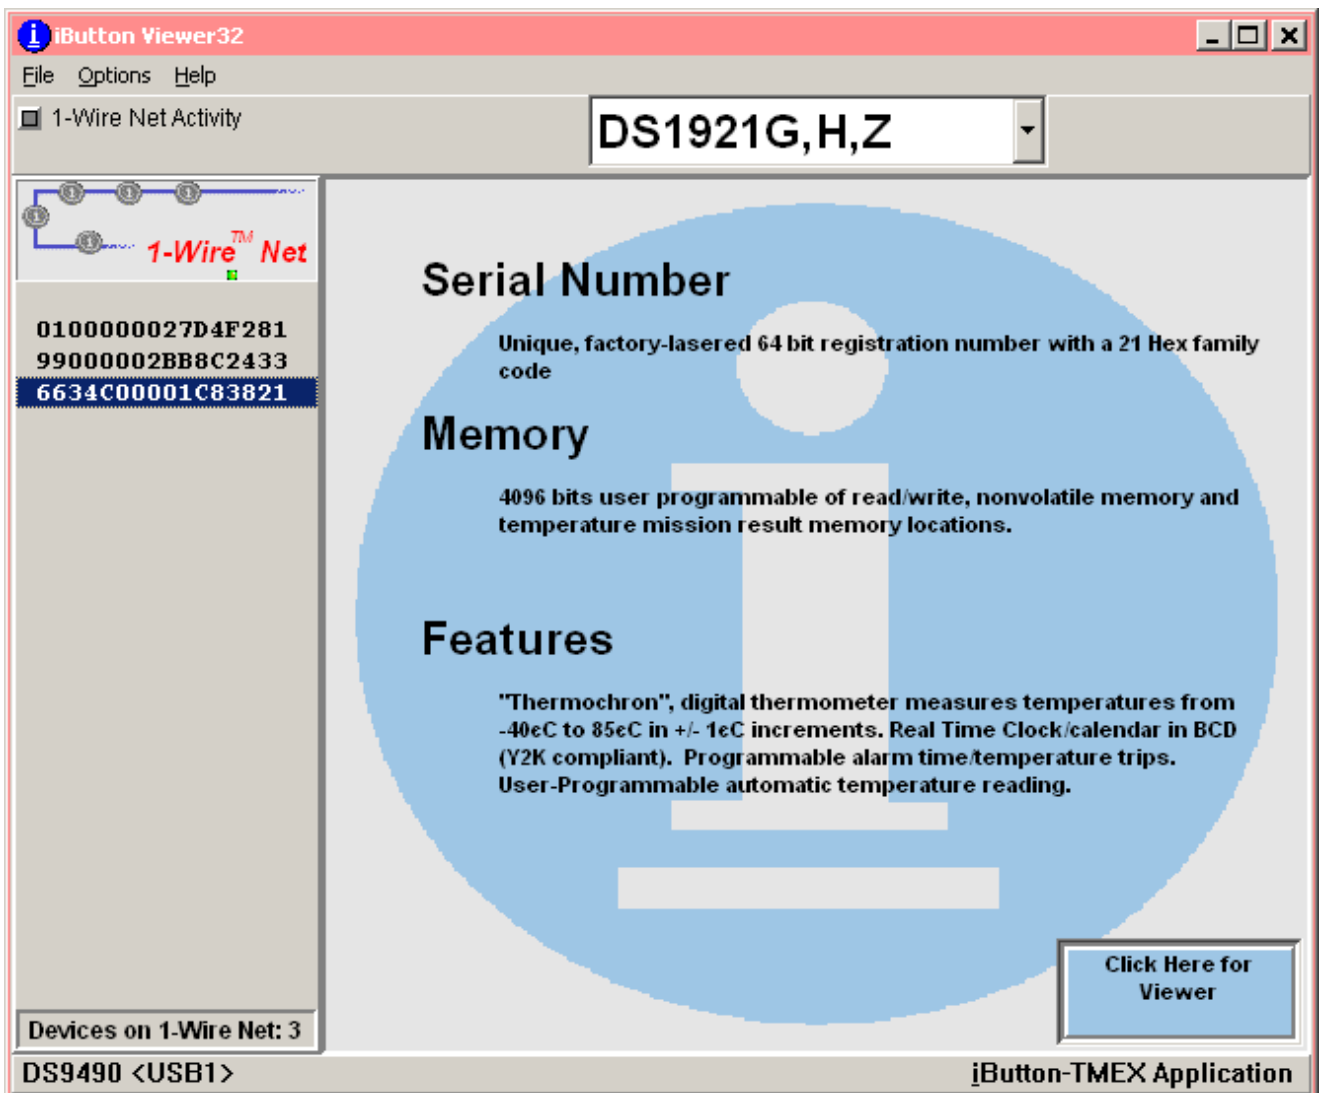 iButton Viewer32
File Options Help
1-Wire Net Activity
DS1921G,H,Z
1-Wire™ Net
0100000027D4F281
99000002BB8C2433
6634C00001C83821
Devices on 1-Wire Net: 3
Serial Number
Unique, factory-lasered 64 bit registration number with a 21 Hex family
code
Memory
4096 bits user programmable of read/write, nonvolatile memory and
temperature mission result memory locations.
Features
"Thermochron", digital thermometer measures temperatures from
-40єC to 85єC in +/- 1єC increments. Real Time Clock/calendar in BCD
(Y2K compliant).  Programmable alarm time/temperature trips.
User-Programmable automatic temperature reading.
Click Here for
Viewer
DS9490 <USB1>
iButton-TMEX Application